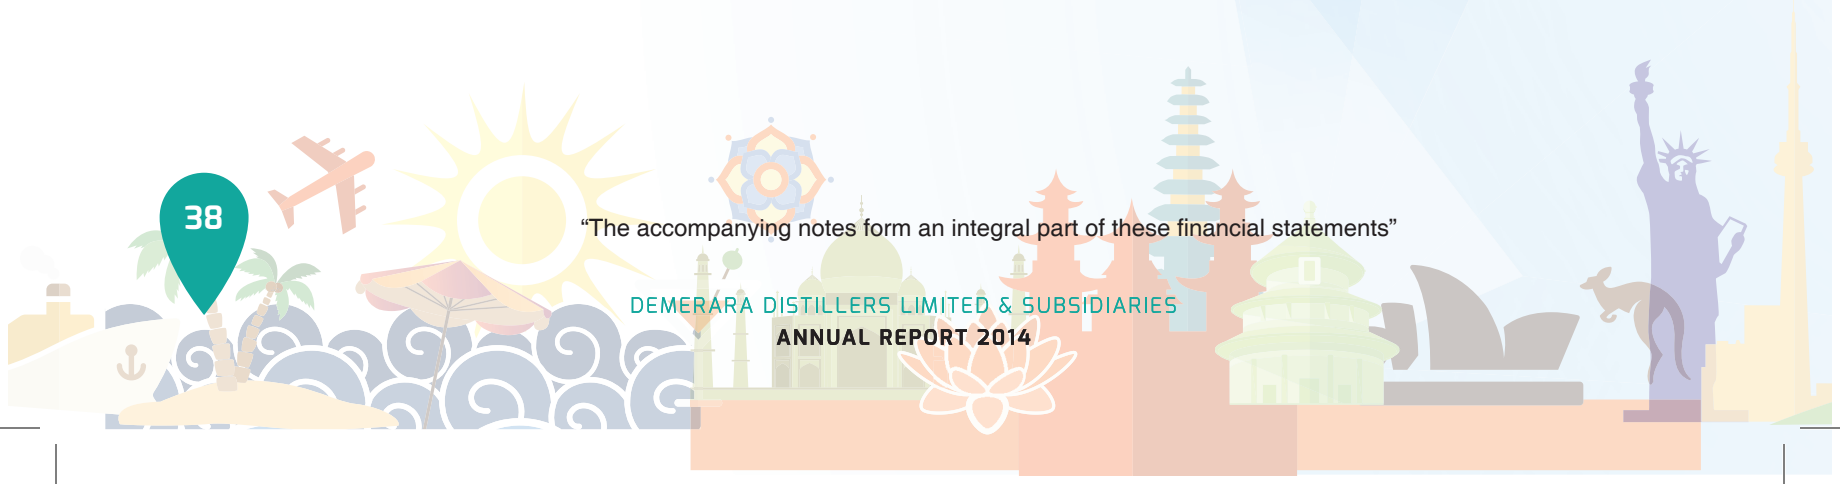 38
“The accompanying notes form an integral part of these financial statements”
DEMERARA DISTILLERS LIMITED & SUBSIDIARIES
ANNUAL REPORT 2014